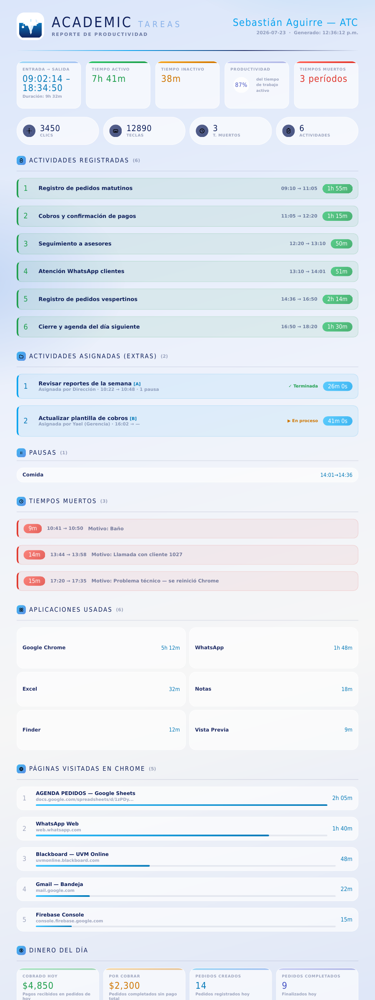 ACADEMIC TAREAS
REPORTE DE PRODUCTIVIDAD
Sebastián Aguirre — ATC
2026-07-23 · Generado: 12:36:12 p.m.
ENTRADA → SALIDA
09:02:14 –
18:34:50
Duración: 9h 32m
TIEMPO ACTIVO
7h 41m
TIEMPO INACTIVO
38m
PRODUCTIVIDAD
87%
del tiempo
de trabajo
activo
TIEMPOS MUERTOS
3 períodos
3450
CLICS
12890
TECLAS
3
T. MUERTOS
6
ACTIVIDADES
ACTIVIDADES REGISTRADAS (6)
1 Registro de pedidos matutinos 09:10 → 11:05 1h 55m
2 Cobros y confirmación de pagos 11:05 → 12:20 1h 15m
3 Seguimiento a asesores 12:20 → 13:10 50m
4 Atención WhatsApp clientes 13:10 → 14:01 51m
5 Registro de pedidos vespertinos 14:36 → 16:50 2h 14m
6 Cierre y agenda del día siguiente 16:50 → 18:20 1h 30m
ACTIVIDADES ASIGNADAS (EXTRAS) (2)
1 Revisar reportes de la semana [A] ✓ Terminada 26m 0s
Asignada por Dirección · 10:22 → 10:48 · 1 pausa
2 Actualizar plantilla de cobros [B] ▶ En proceso 41m 0s
Asignada por Yael (Gerencia) · 16:02 → —
PAUSAS (1)
Comida 14:01→14:36
TIEMPOS MUERTOS (3)
9m 10:41 → 10:50 Motivo: Baño
14m 13:44 → 13:58 Motivo: Llamada con cliente 1027
15m 17:20 → 17:35 Motivo: Problema técnico — se reinició Chrome
APLICACIONES USADAS (6)
Google Chrome 5h 12m
WhatsApp 1h 48m
Excel 32m
Notas 18m
Finder 12m
Vista Previa 9m
PÁGINAS VISITADAS EN CHROME (5)
1 AGENDA PEDIDOS — Google Sheets 2h 05m
docs.google.com/spreadsheets/d/1zPDy...
2 WhatsApp Web 1h 40m
web.whatsapp.com
3 Blackboard — UVM Online 48m
uvmonline.blackboard.com
4 Gmail — Bandeja 22m
mail.google.com
5 Firebase Console 15m
console.firebase.google.com
DINERO DEL DÍA
COBRADO HOY
$4,850
Pagos recibidos en pedidos de
hoy
POR COBRAR
$2,300
Pedidos completados sin pago
total
PEDIDOS CREADOS
14
Pedidos registrados hoy
PEDIDOS COMPLETADOS
9
Finalizados hoy